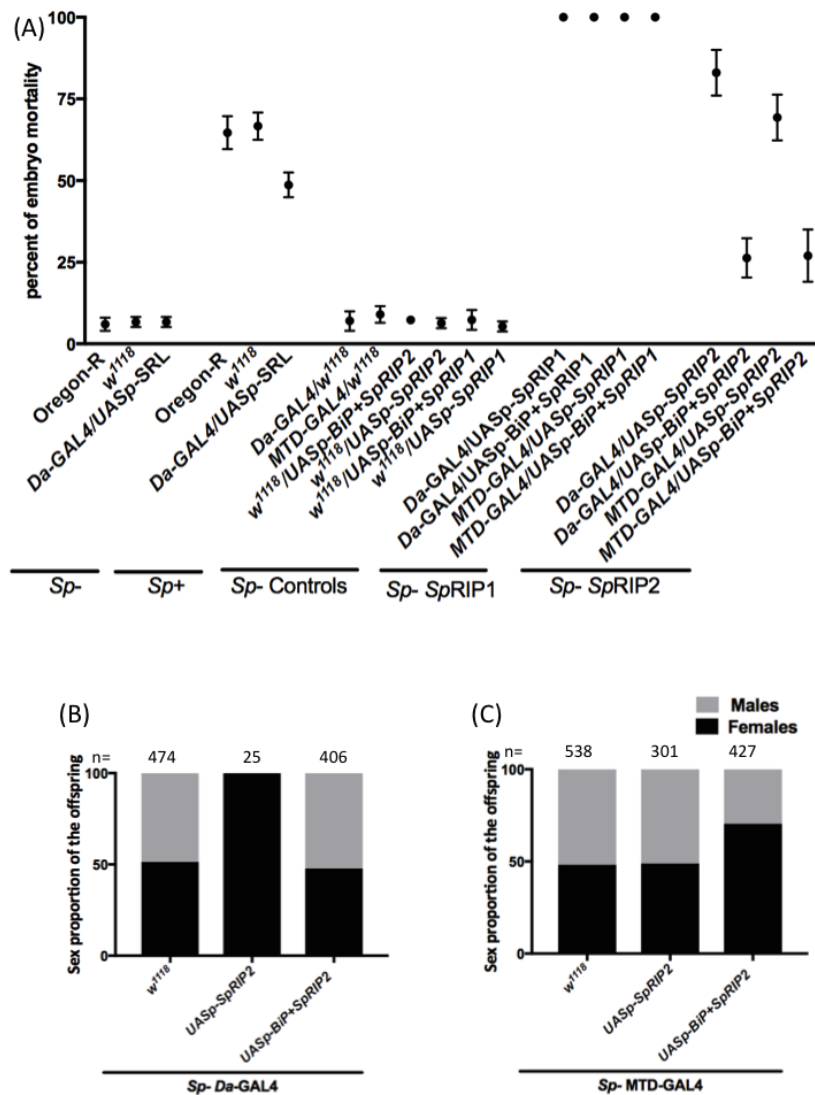 (A)
percent of embryo mortality
100
75
50
25
0
Oregon-R
w¹¹¹⁸
Da-GAL4/UASp-SRL
Oregon-R
w¹¹¹⁸
Da-GAL4/UASp-SRL
Da-GAL4/w¹¹¹⁸
MTD-GAL4/w¹¹¹⁸
w¹¹¹⁸/UASp-BiP+SpRIP2
w¹¹¹⁸/UASp-SpRIP2
w¹¹¹⁸/UASp-BiP+SpRIP1
w¹¹¹⁸/UASp-SpRIP1
Da-GAL4/UASp-SpRIP1
Da-GAL4/UASp-BiP+SpRIP1
MTD-GAL4/UASp-SpRIP1
MTD-GAL4/UASp-BiP+SpRIP1
Da-GAL4/UASp-SpRIP2
Da-GAL4/UASp-BiP+SpRIP2
MTD-GAL4/UASp-SpRIP2
MTD-GAL4/UASp-BiP+SpRIP2
Sp- Sp+ Sp- Controls Sp- SpRIP1 Sp- SpRIP2
(B)
n= 474 25 406
Sex proportion of the offspring
100
50
0
w¹¹¹⁸
UASp-SpRIP2
UASp-BiP+SpRIP2
Sp- Da-GAL4
(C)
Males
Females
n= 538 301 427
Sex proportion of the offspring
100
50
0
w¹¹¹⁸
UASp-SpRIP2
UASp-BiP+SpRIP2
Sp- MTD-GAL4